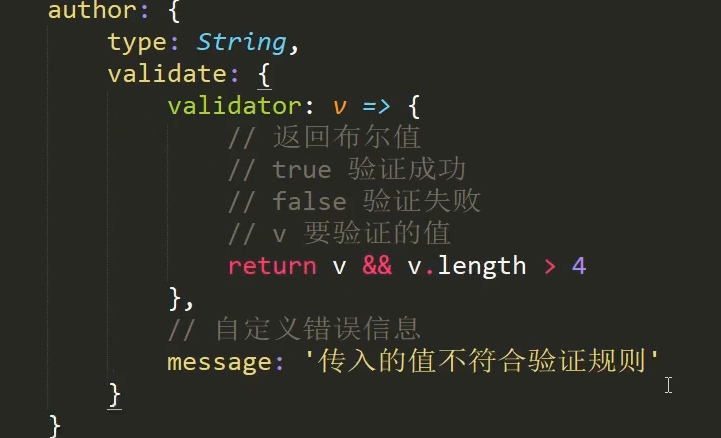 author: {
type: String,
validate: {
validator: v => {
// 返回布尔值
// true 验证成功
// false 验证失败
// v 要验证的值
return v && v.length > 4
},
// 自定义错误信息
message: '传入的值不符合验证规则'
}
}